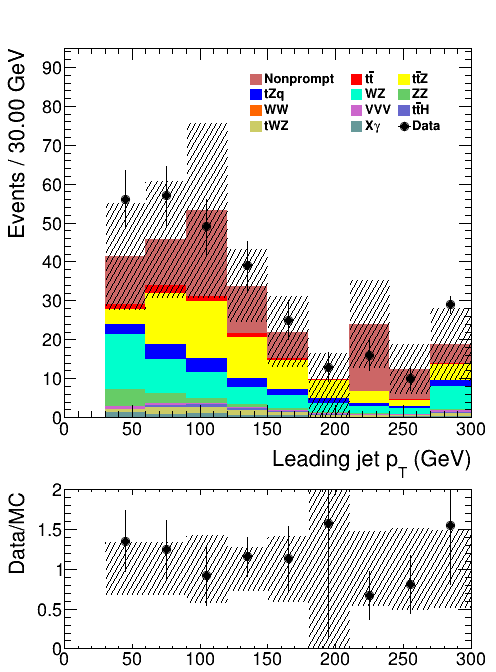 Events / 30.00 GeV
90
80
70
60
50
40
30
20
10
0
Nonprompt tt̄ tt̄Z
tZq WZ ZZ
WW VVV tt̄H
tWZ Xγ Data
0 50 100 150 200 250 300
Leading jet p_T (GeV)
Data/MC
2
1.5
1
0.5
0
0 50 100 150 200 250 300